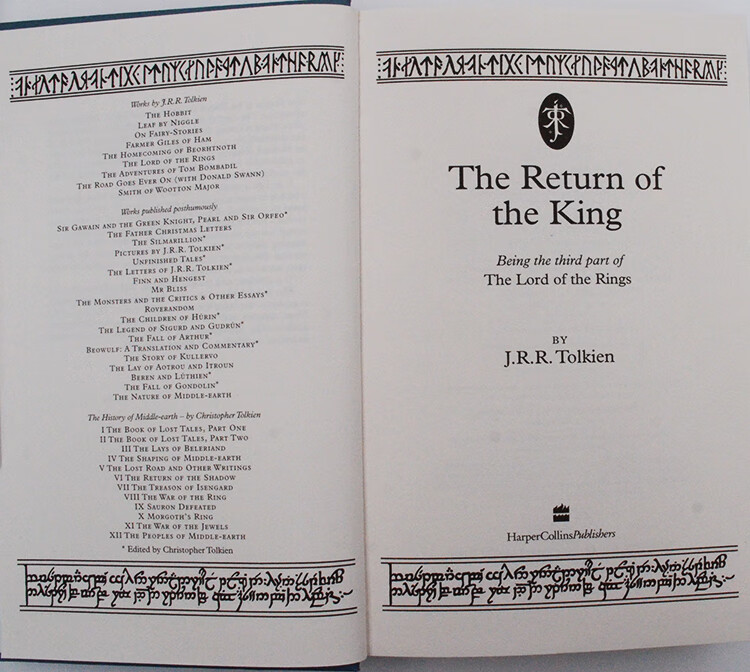 Works by J.R.R. Tolkien
THE HOBBIT
LEAF BY NIGGLE
ON FAIRY-STORIES
FARMER GILES OF HAM
THE HOMECOMING OF BEORHTNOTH
THE LORD OF THE RINGS
THE ADVENTURES OF TOM BOMBADIL
THE ROAD GOES EVER ON (WITH DONALD SWANN)
SMITH OF WOOTTON MAJOR
Works published posthumously
SIR GAWAIN AND THE GREEN KNIGHT, PEARL AND SIR ORFEO*
THE FATHER CHRISTMAS LETTERS
THE SILMARILLION*
PICTURES BY J.R.R. TOLKIEN*
UNFINISHED TALES*
THE LETTERS OF J.R.R. TOLKIEN*
FINN AND HENGEST
MR BLISS
THE MONSTERS AND THE CRITICS & OTHER ESSAYS*
ROVERANDOM
THE CHILDREN OF HÚRIN*
THE LEGEND OF SIGURD AND GUDRÚN*
THE FALL OF ARTHUR*
BEOWULF: A TRANSLATION AND COMMENTARY*
THE STORY OF KULLERVO
THE LAY OF AOTROU AND ITROUN
BEREN AND LÚTHIEN*
THE FALL OF GONDOLIN*
THE NATURE OF MIDDLE-EARTH
The History of Middle-earth – by Christopher Tolkien
I THE BOOK OF LOST TALES, PART ONE
II THE BOOK OF LOST TALES, PART TWO
III THE LAYS OF BELERIAND
IV THE SHAPING OF MIDDLE-EARTH
V THE LOST ROAD AND OTHER WRITINGS
VI THE RETURN OF THE SHADOW
VII THE TREASON OF ISENGARD
VIII THE WAR OF THE RING
IX SAURON DEFEATED
X MORGOTH'S RING
XI THE WAR OF THE JEWELS
XII THE PEOPLES OF MIDDLE-EARTH
* Edited by Christopher Tolkien
The Return of
the King
Being the third part of
The Lord of the Rings
BY
J.R.R. Tolkien
HarperCollinsPublishers